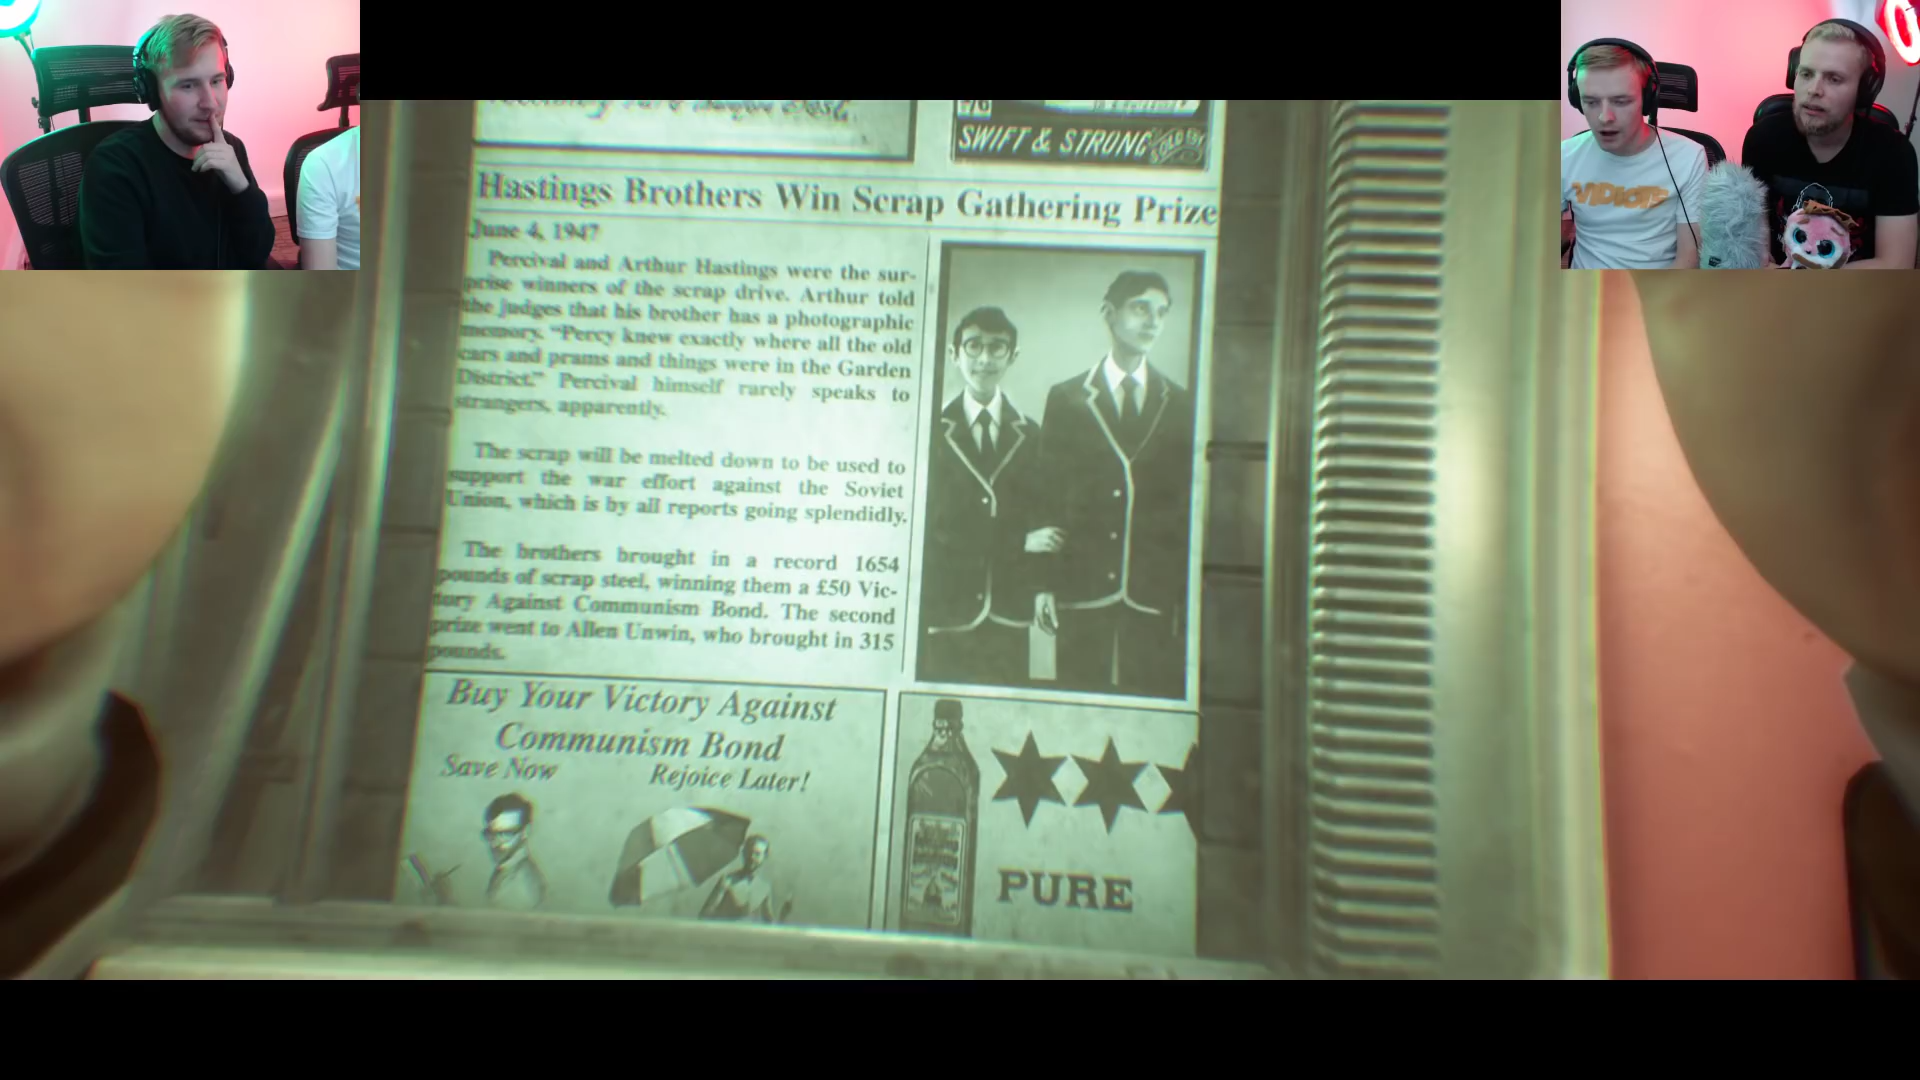 SWIFT & STRONG
SOLD BY
Hastings Brothers Win Scrap Gathering Prize
June 4, 1947
Percival and Arthur Hastings were the sur-
prise winners of the scrap drive. Arthur told
the judges that his brother has a photographic
memory. “Percy knew exactly where all the old
cars and prams and things were in the Garden
District.” Percival himself rarely speaks to
strangers, apparently.
The scrap will be melted down to be used to
support the war effort against the Soviet
Union, which is by all reports going splendidly.
The brothers brought in a record 1654
pounds of scrap steel, winning them a £50 Vic-
tory Against Communism Bond. The second
prize went to Allen Unwin, who brought in 315
pounds.
Buy Your Victory Against
Communism Bond
Save Now
Rejoice Later!
PURE
VIDIOTS